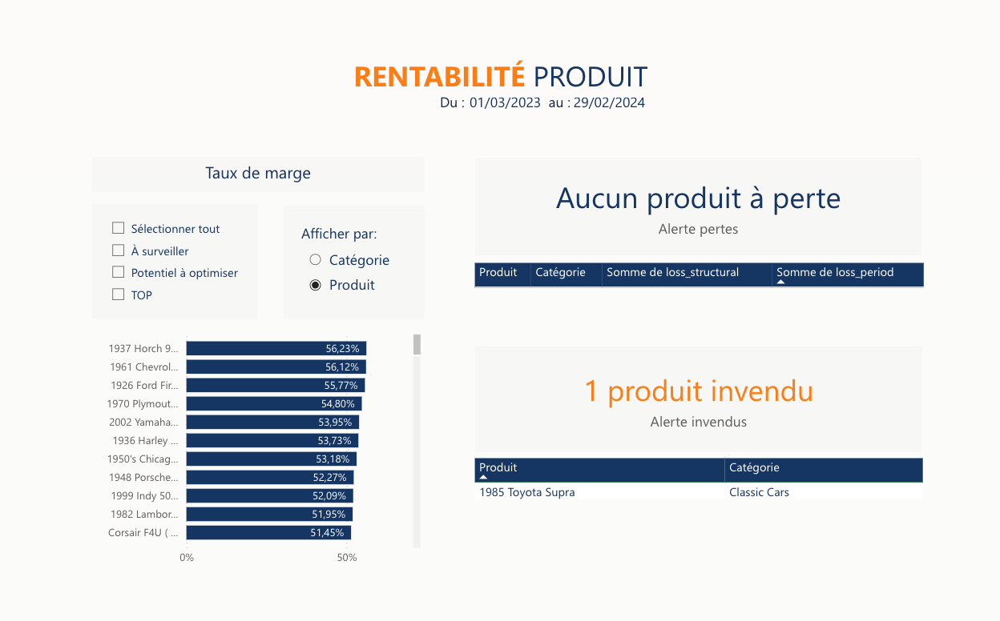 RENTABILITÉ PRODUIT
Du : 01/03/2023 au : 29/02/2024
Taux de marge
Sélectionner tout
À surveiller
Potentiel à optimiser
TOP
Afficher par:
Catégorie
Produit
1937 Horch 9... 56,23%
1961 Chevrol... 56,12%
1926 Ford Fir... 55,77%
1970 Plymout... 54,80%
2002 Yamaha... 53,95%
1936 Harley ... 53,73%
1950's Chicag... 53,18%
1948 Porsche... 52,27%
1999 Indy 50... 52,09%
1982 Lambor... 51,95%
Corsair F4U ( ... 51,45%
0% 50%
Aucun produit à perte
Alerte pertes
Produit Catégorie Somme de loss_structural Somme de loss_period
1 produit invendu
Alerte invendus
Produit Catégorie
1985 Toyota Supra Classic Cars